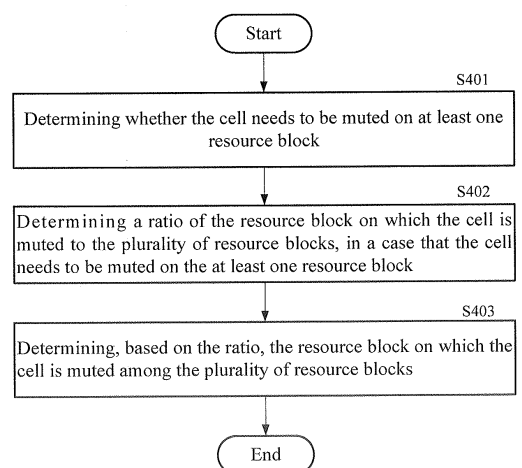 Start
S401
Determining whether the cell needs to be muted on at least one
resource block
S402
Determining a ratio of the resource block on which the cell is
muted to the plurality of resource blocks, in a case that the cell
needs to be muted on the at least one resource block
S403
Determining, based on the ratio, the resource block on which the
cell is muted among the plurality of resource blocks
End